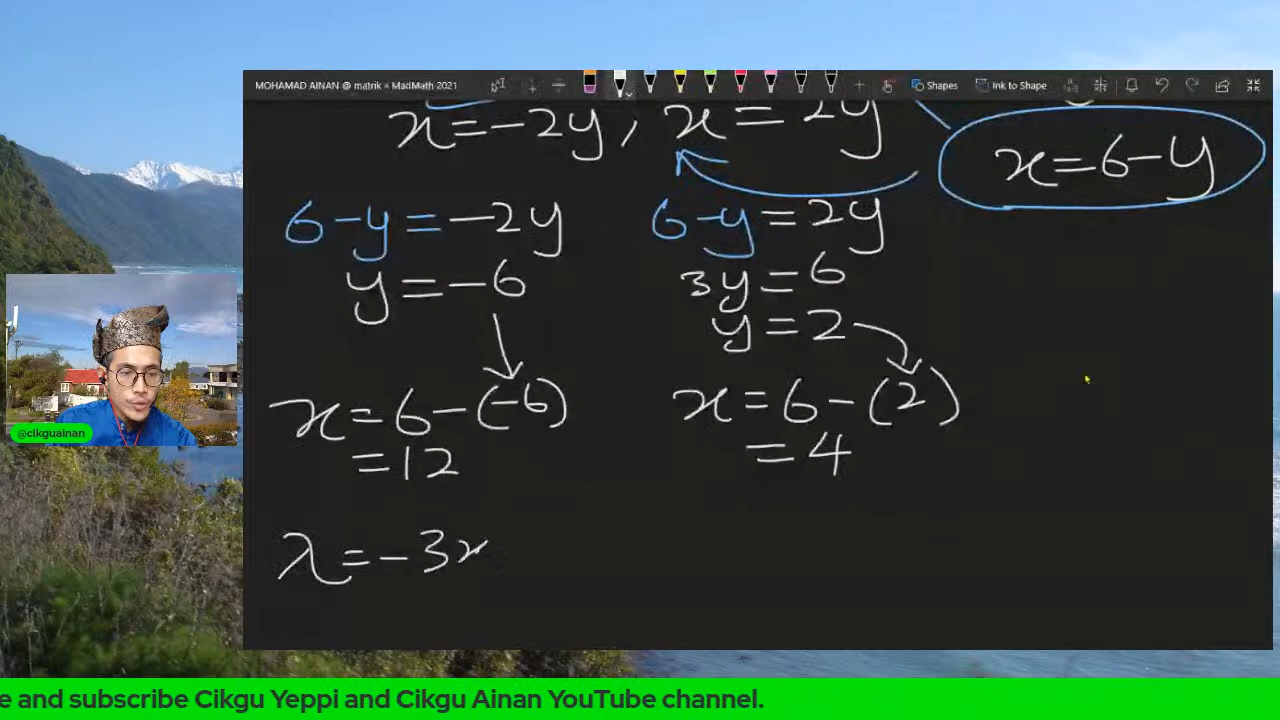 MOHAMAD AINAN @ matrik × MadMath 2021
Shapes
Ink to Shape
x=-2y, x=2y
x=6-y
6-y=-2y
y=-6
x=6-(-6)
=12
6-y=2y
3y=6
y=2
x=6-(2)
=4
λ=-3x
@cikguainan
e and subscribe Cikgu Yeppi and Cikgu Ainan YouTube channel.